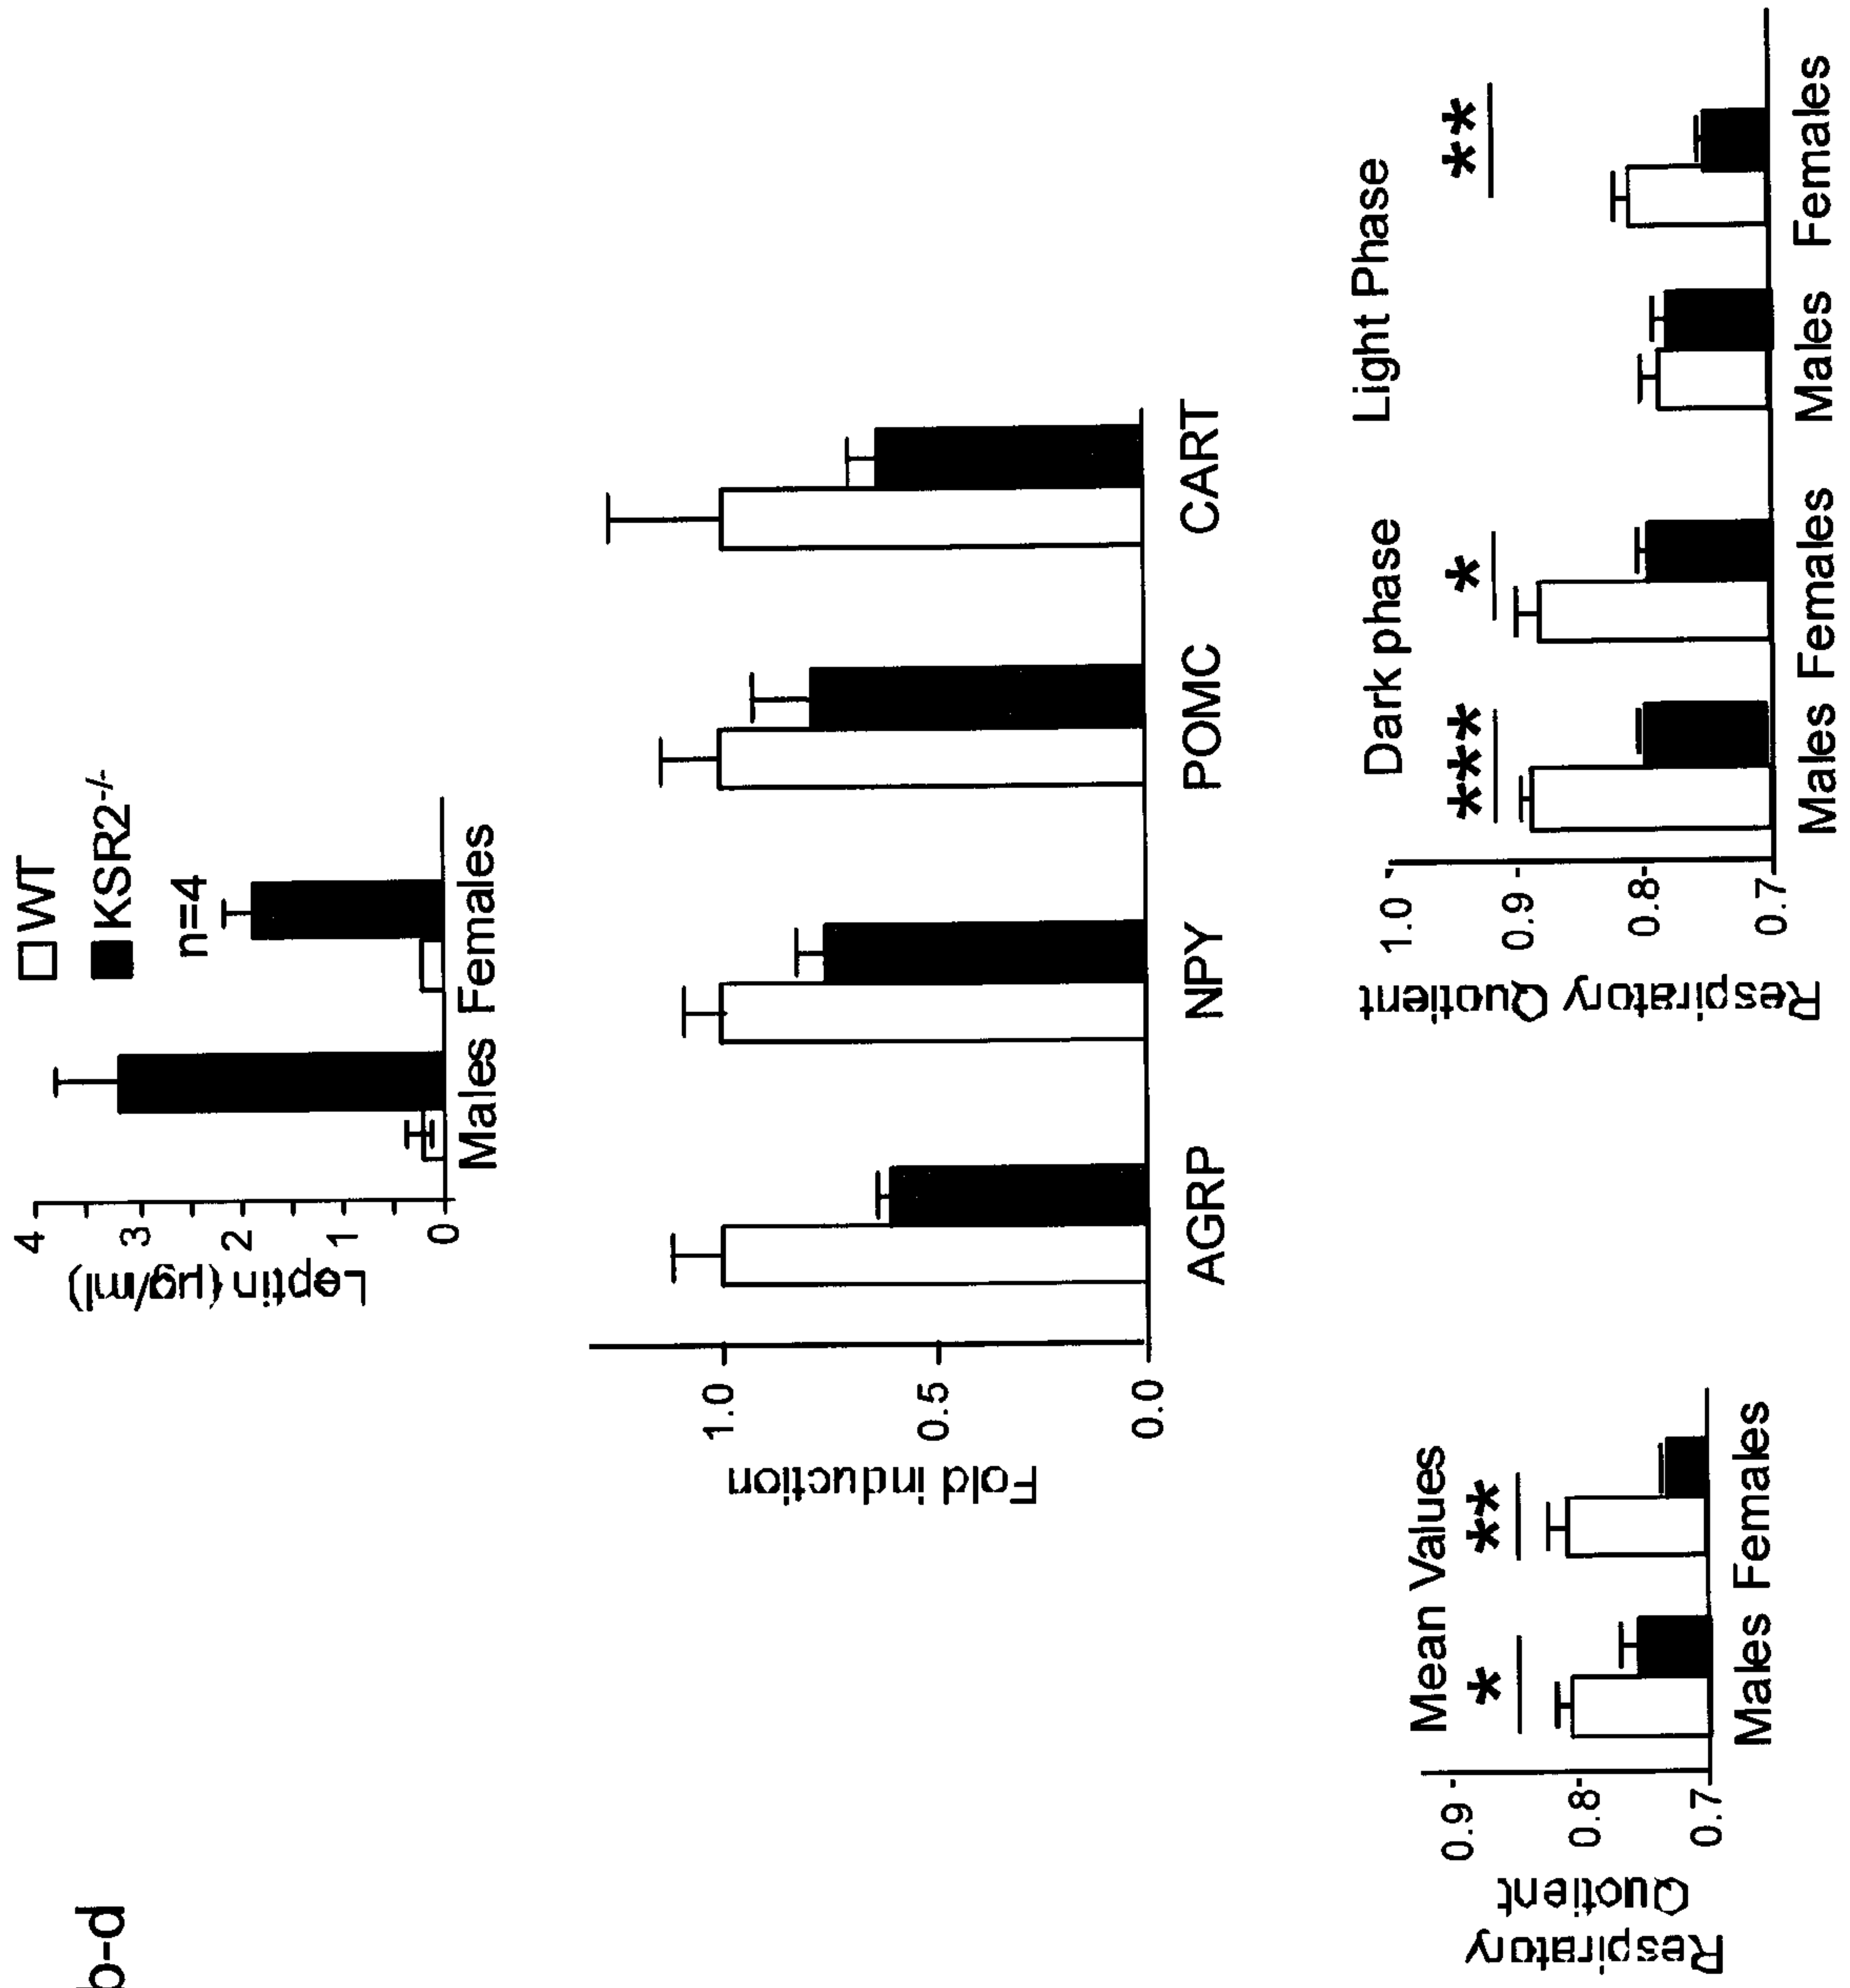 b-d
WT
KSR2-/-
n=4
Leptin (µg/ml)
4
3
2
1
0
Males Females
Fold induction
1.0
0.5
0.0
AGRP NPY POMC CART
Mean Values
* **
Respiratory
Quotient
0.9
0.8
0.7
Males Females
Dark phase Light Phase
*** * **
Respiratory Quotient
1.0
0.9
0.8
0.7
Males Females Males Females